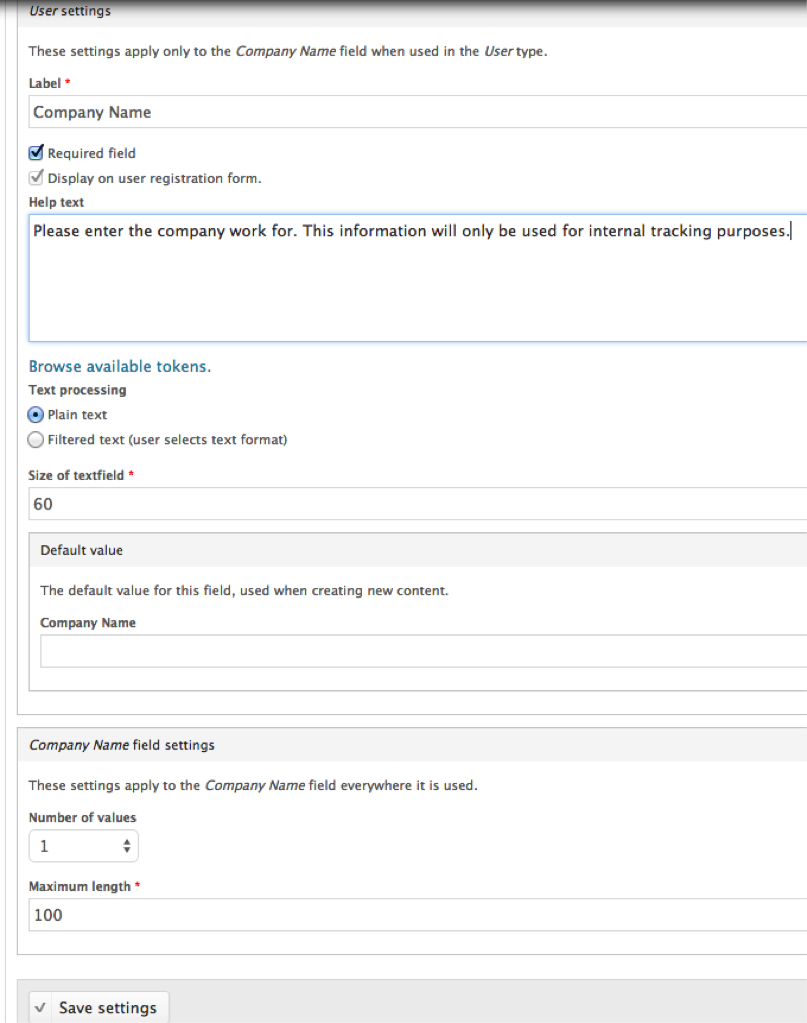 User settings
These settings apply only to the Company Name field when used in the User type.
Label *
Company Name
Required field
Display on user registration form.
Help text
Please enter the company work for. This information will only be used for internal tracking purposes.
Browse available tokens.
Text processing
Plain text
Filtered text (user selects text format)
Size of textfield *
60
Default value
The default value for this field, used when creating new content.
Company Name
Company Name field settings
These settings apply to the Company Name field everywhere it is used.
Number of values
1
Maximum length *
100
Save settings